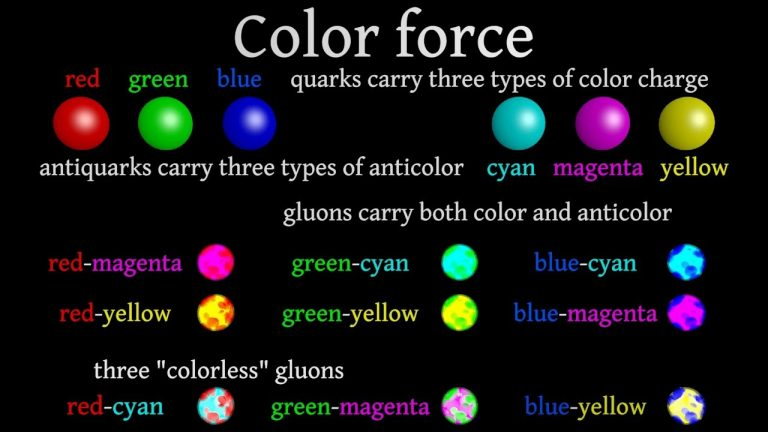 Color force
red green blue quarks carry three types of color charge
antiquarks carry three types of anticolor cyan magenta yellow
gluons carry both color and anticolor
red-magenta green-cyan blue-cyan
red-yellow green-yellow blue-magenta
three "colorless" gluons
red-cyan green-magenta blue-yellow